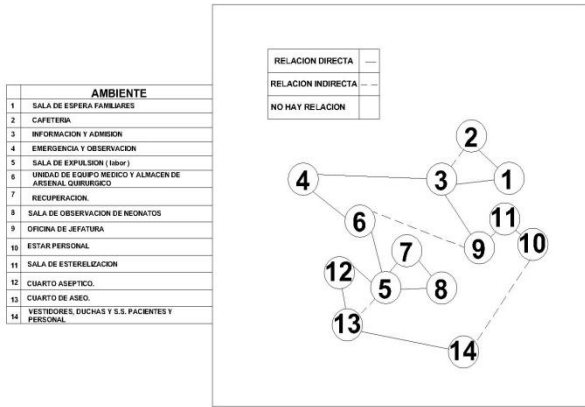 AMBIENTE
1 SALA DE ESPERA FAMILIARES
2 CAFETERIA
3 INFORMACION Y ADMISION
4 EMERGENCIA Y OBSERVACION
5 SALA DE EXPULSION ( labor )
6 UNIDAD DE EQUIPO MEDICO Y ALMACEN DE
ARSENAL QUIRURGICO
7 RECUPERACION.
8 SALA DE OBSERVACION DE NEONATOS
9 OFICINA DE JEFATURA
10 ESTAR PERSONAL
11 SALA DE ESTERELIZACION
12 CUARTO ASEPTICO.
13 CUARTO DE ASEO.
14 VESTIDORES, DUCHAS Y S.S. PACIENTES Y
PERSONAL
RELACION DIRECTA
RELACION INDIRECTA
NO HAY RELACION
2
3
1
4
11
6
10
9
7
12
5
8
13
14